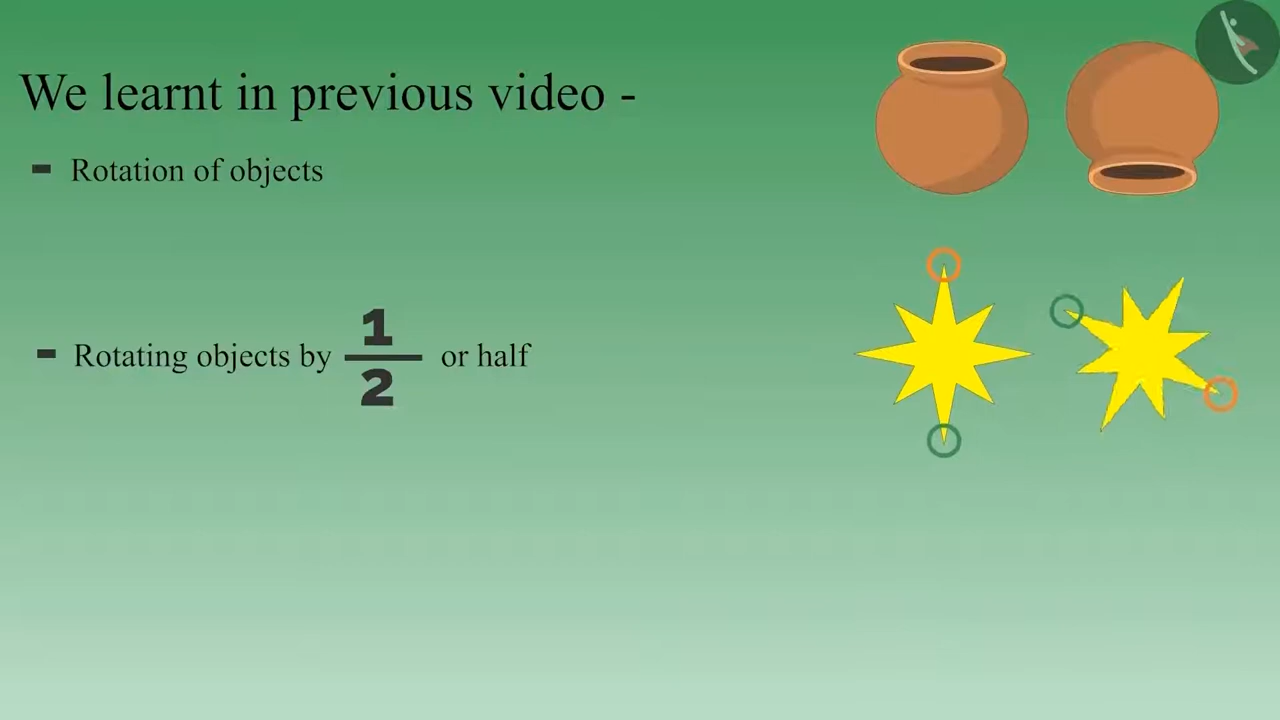 We learnt in previous video -
- Rotation of objects
- Rotating objects by 1/2 or half